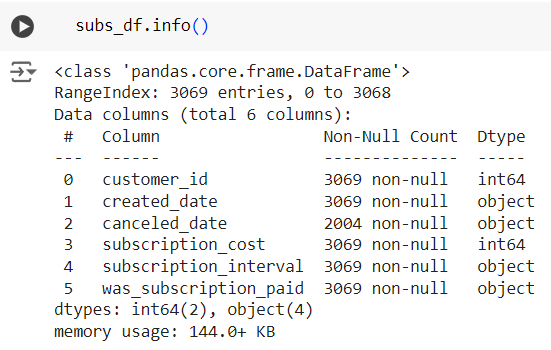 subs_df.info()
<class 'pandas.core.frame.DataFrame'>
RangeIndex: 3069 entries, 0 to 3068
Data columns (total 6 columns):
 #   Column                 Non-Null Count  Dtype
---  ------                 --------------  -----
 0   customer_id            3069 non-null   int64
 1   created_date           3069 non-null   object
 2   canceled_date          2004 non-null   object
 3   subscription_cost      3069 non-null   int64
 4   subscription_interval  3069 non-null   object
 5   was_subscription_paid  3069 non-null   object
dtypes: int64(2), object(4)
memory usage: 144.0+ KB